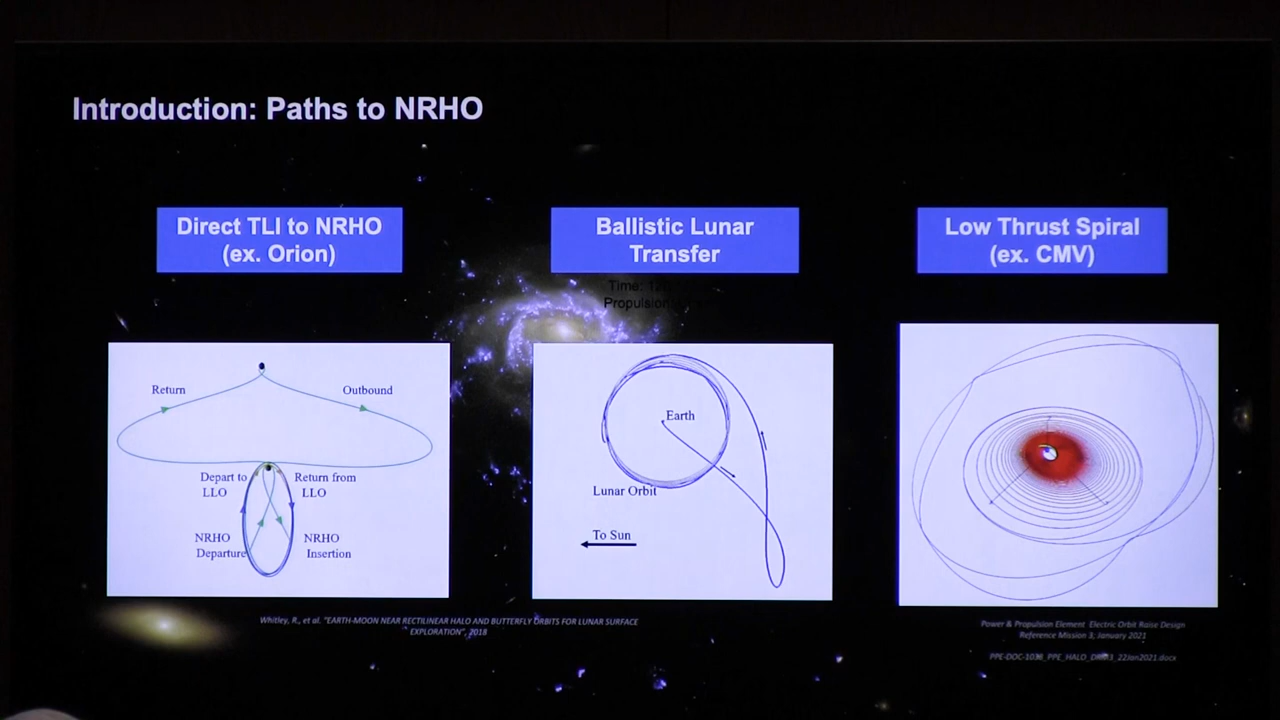 Introduction: Paths to NRHO
Direct TLI to NRHO
(ex. Orion)
Ballistic Lunar
Transfer
Low Thrust Spiral
(ex. CMV)
Time:
Propulsion
Return
Outbound
Depart to
LLO
Return from
LLO
NRHO
Departure
NRHO
Insertion
Earth
Lunar Orbit
To Sun
Whitley, R., et al. "EARTH-MOON NEAR RECTILINEAR HALO AND BUTTERFLY ORBITS FOR LUNAR SURFACE
EXPLORATION", 2018
Power & Propulsion Element Electric Orbit Raise Design
Reference Mission 3, January 2021